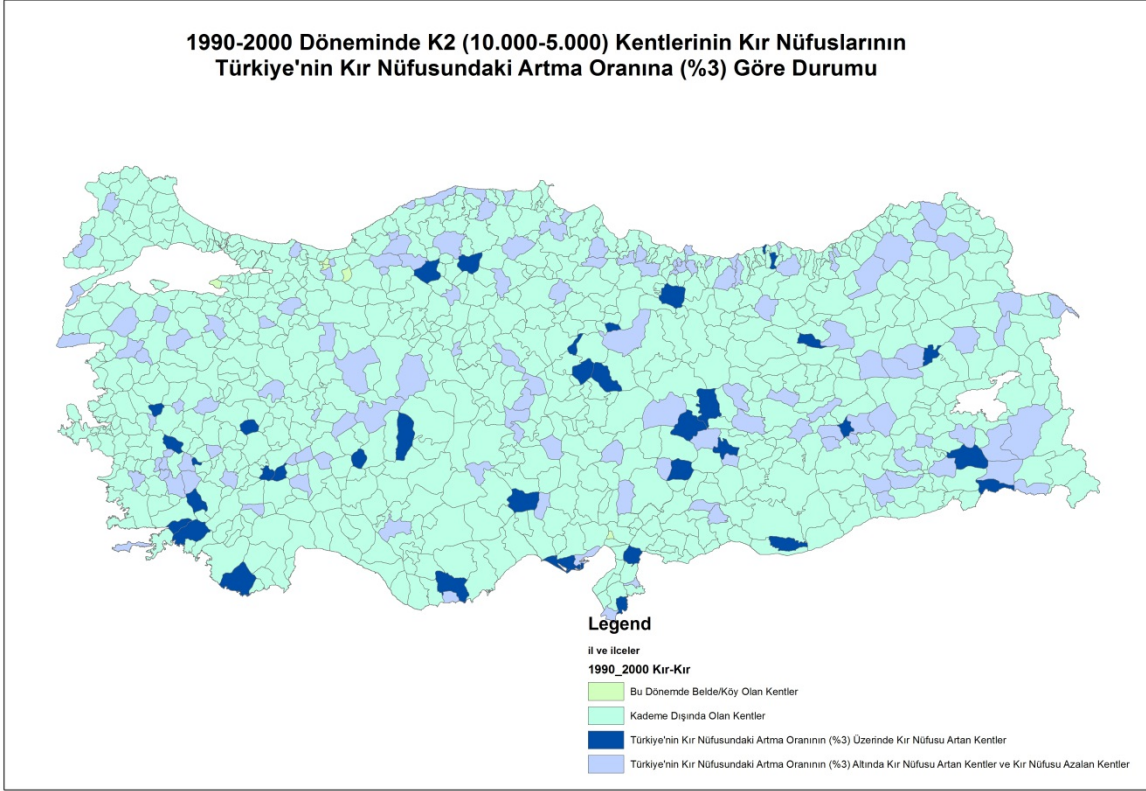 1990-2000 Döneminde K2 (10.000-5.000) Kentlerinin Kır Nüfuslarının
Türkiye'nin Kır Nüfusundaki Artma Oranına (%3) Göre Durumu
Legend
il ve ilceler
1990_2000 Kır-Kır
Bu Dönemde Belde/Köy Olan Kentler
Kademe Dışında Olan Kentler
Türkiye'nin Kır Nüfusundaki Artma Oranının (%3) Üzerinde Kır Nüfusu Artan Kentler
Türkiye'nin Kır Nüfusundaki Artma Oranının (%3) Altında Kır Nüfusu Artan Kentler ve Kır Nüfusu Azalan Kentler